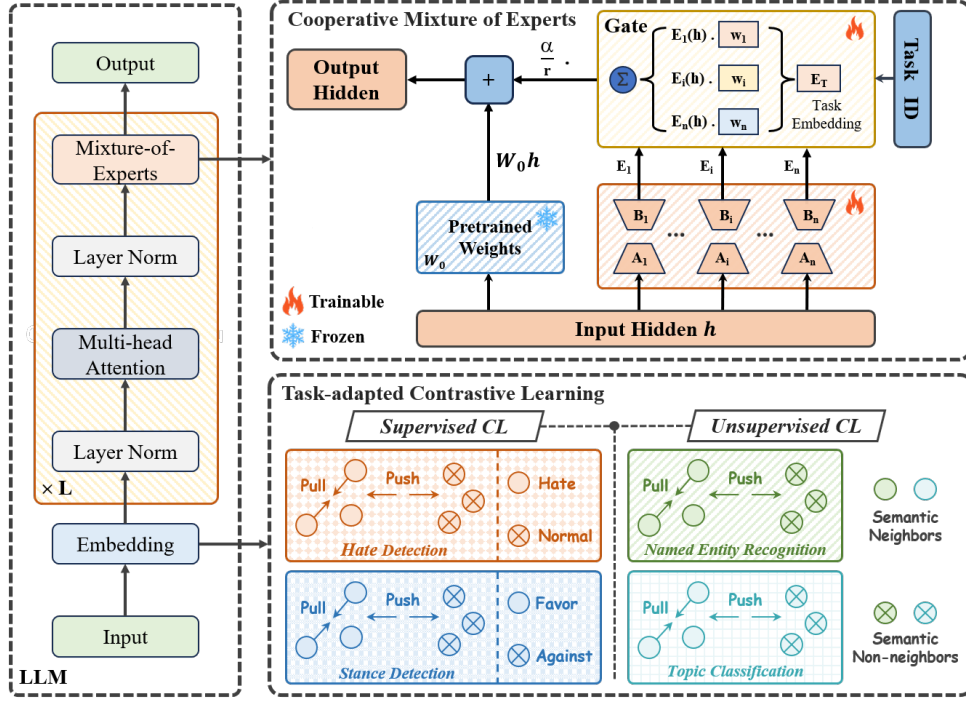 Output
Mixture-of-
Experts
Layer Norm
Multi-head
Attention
Layer Norm
× L
Embedding
Input
LLM
Cooperative Mixture of Experts
Output
Hidden
+
α
r
.
Gate
Σ
E₁(h) . w₁
Eᵢ(h) . wᵢ
Eₙ(h) . wₙ
E_T
Task
Embedding
Task ID
W₀h
E₁
Eᵢ
Eₙ
Pretrained
Weights
W₀
B₁
Bᵢ
Bₙ
... ...
A₁
Aᵢ
Aₙ
Trainable
Frozen
Input Hidden h
Task-adapted Contrastive Learning
Supervised CL
Unsupervised CL
Pull
Push
Hate
Normal
Hate Detection
Pull
Push
Named Entity Recognition
Semantic
Neighbors
Pull
Push
Favor
Against
Stance Detection
Pull
Push
Topic Classification
Semantic
Non-neighbors